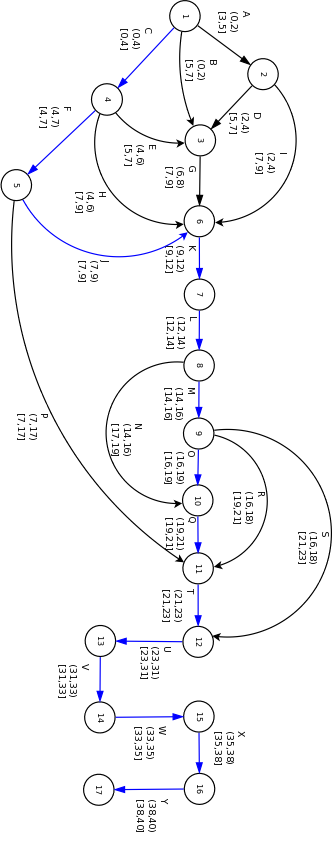 1
A
(0,2)
[3,5]
C
(0,4)
[0,4]
B
(0,2)
[5,7]
2
4
F
(4,7)
[4,7]
E
(4,6)
[5,7]
D
(2,4)
[5,7]
3
I
(2,4)
[7,9]
G
(6,8)
[7,9]
5
H
(4,6)
[7,9]
6
J
(7,9)
[7,9]
K
(9,12)
[9,12]
7
L
(12,14)
[12,14]
8
M
(14,16)
[14,16]
P
(7,17)
[7,17]
N
(14,16)
[17,19]
9
O
(16,19)
[16,19]
R
(16,18)
[19,21]
S
(16,18)
[21,23]
10
Q
(19,21)
[19,21]
11
T
(21,23)
[21,23]
12
U
(23,31)
[23,31]
13
V
(31,33)
[31,33]
14
W
(33,35)
[33,35]
15
X
(35,38)
[35,38]
16
Y
(38,40)
[38,40]
17